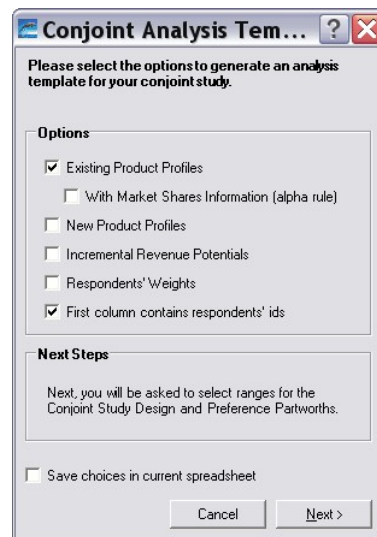 Conjoint Analysis Tem...
Please select the options to generate an analysis
template for your conjoint study.
Options
Existing Product Profiles
With Market Shares Information (alpha rule)
New Product Profiles
Incremental Revenue Potentials
Respondents' Weights
First column contains respondents' ids
Next Steps
Next, you will be asked to select ranges for the
Conjoint Study Design and Preference Partworths.
Save choices in current spreadsheet
Cancel
Next >